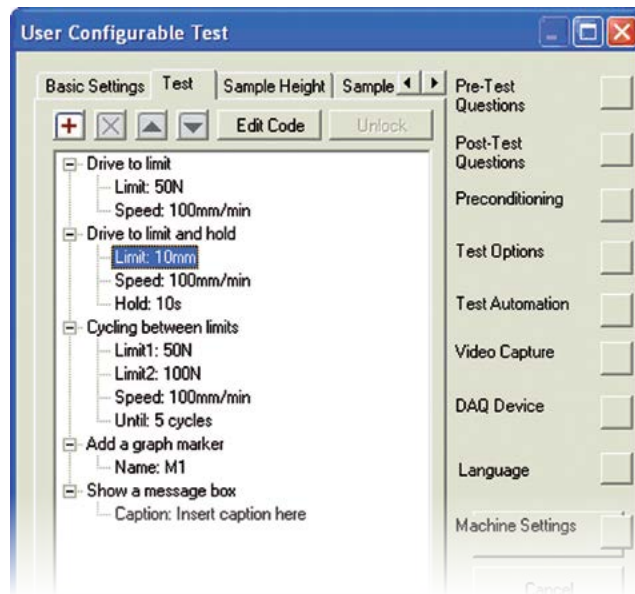 User Configurable Test
Basic Settings Test Sample Height Sample
Edit Code Unlock
Drive to limit
Limit: 50N
Speed: 100mm/min
Drive to limit and hold
Limit: 10mm
Speed: 100mm/min
Hold: 10s
Cycling between limits
Limit1: 50N
Limit2: 100N
Speed: 100mm/min
Until: 5 cycles
Add a graph marker
Name: M1
Show a message box
Caption: Insert caption here
Pre-Test
Questions
Post-Test
Questions
Preconditioning
Test Options
Test Automation
Video Capture
DAQ Device
Language
Machine Settings
Cancel